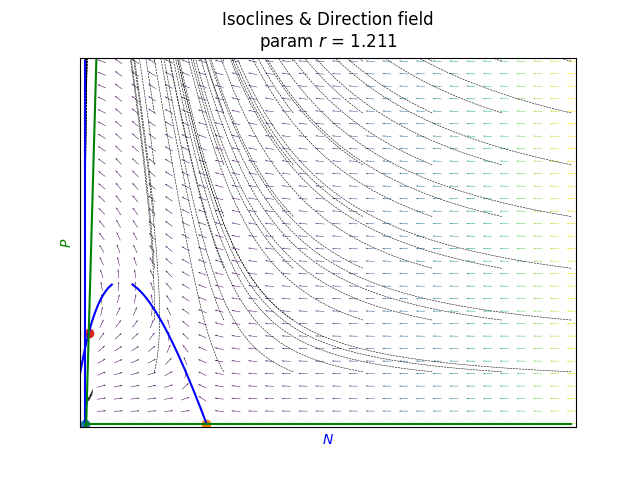 Isoclines & Direction field
param r = 1.211
P
N